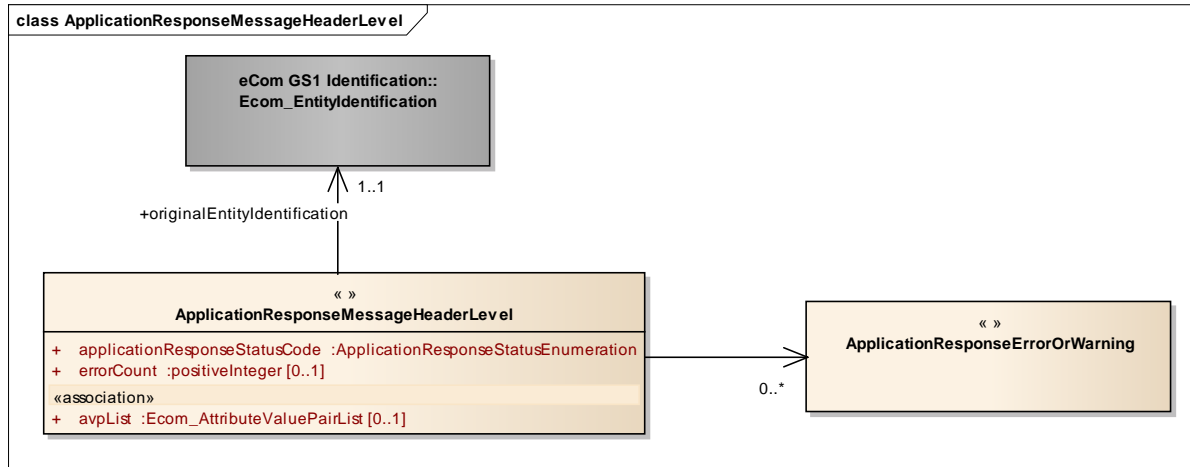 class ApplicationResponseMessageHeaderLevel
eCom GS1 Identification::
Ecom_EntityIdentification
1..1
+originalEntityIdentification
« »
ApplicationResponseMessageHeaderLevel
+ applicationResponseStatusCode :ApplicationResponseStatusEnumeration
+ errorCount :positiveInteger [0..1]
«association»
+ avpList :Ecom_AttributeValuePairList [0..1]
0..*
« »
ApplicationResponseErrorOrWarning